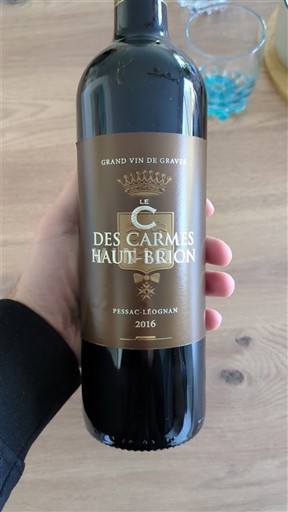 GRAND VIN DE GRAVES
LE
C
DES CARMES
HAUT-BRION
PESSAC-LÉOGNAN
2016